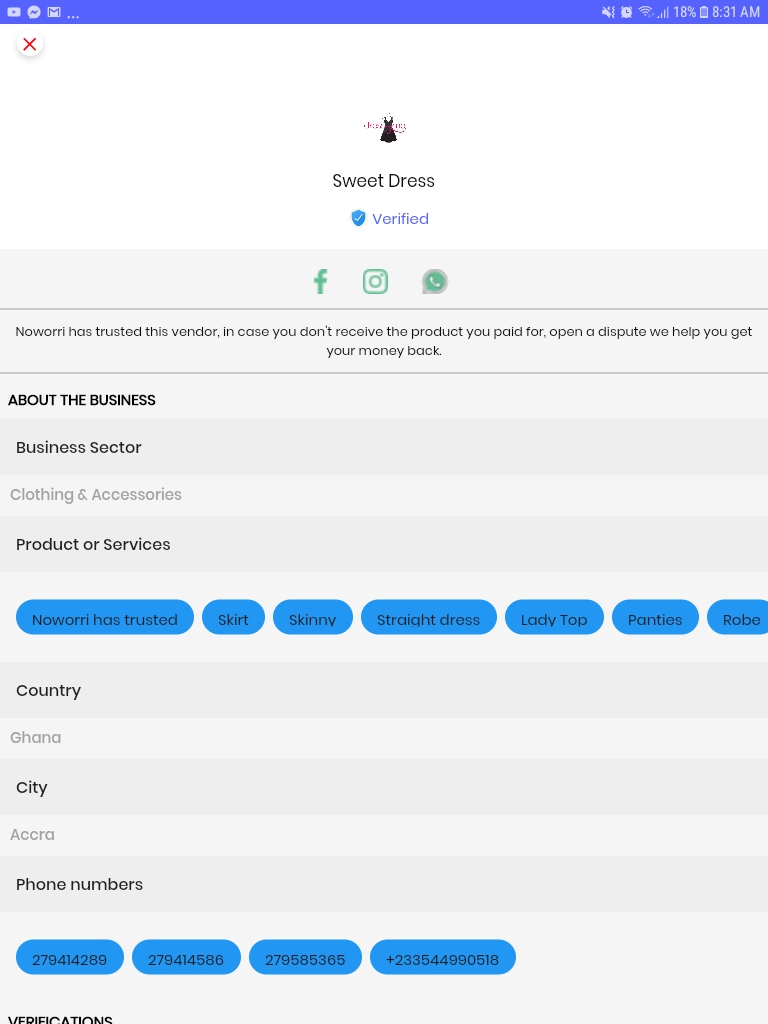 ...
18%
8:31 AM
Sweet Dress
Verified
Noworri has trusted this vendor, in case you don't receive the product you paid for, open a dispute we help you get
your money back.
ABOUT THE BUSINESS
Business Sector
Clothing & Accessories
Product or Services
Noworri has trusted
Skirt
Skinny
Straight dress
Lady Top
Panties
Robe
Country
Ghana
City
Accra
Phone numbers
279414289
279414586
279585365
+233544990518
VERIFICATIONS